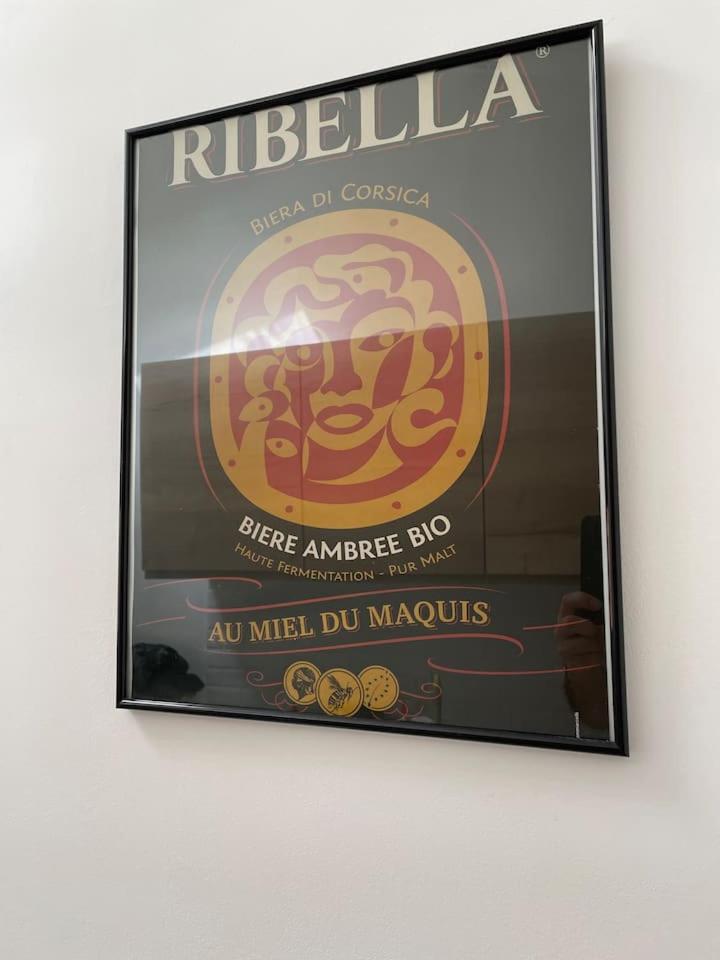 RIBELLA®
BIERA DI CORSICA
BIERE AMBREE BIO
HAUTE FERMENTATION - PUR MALT
AU MIEL DU MAQUIS